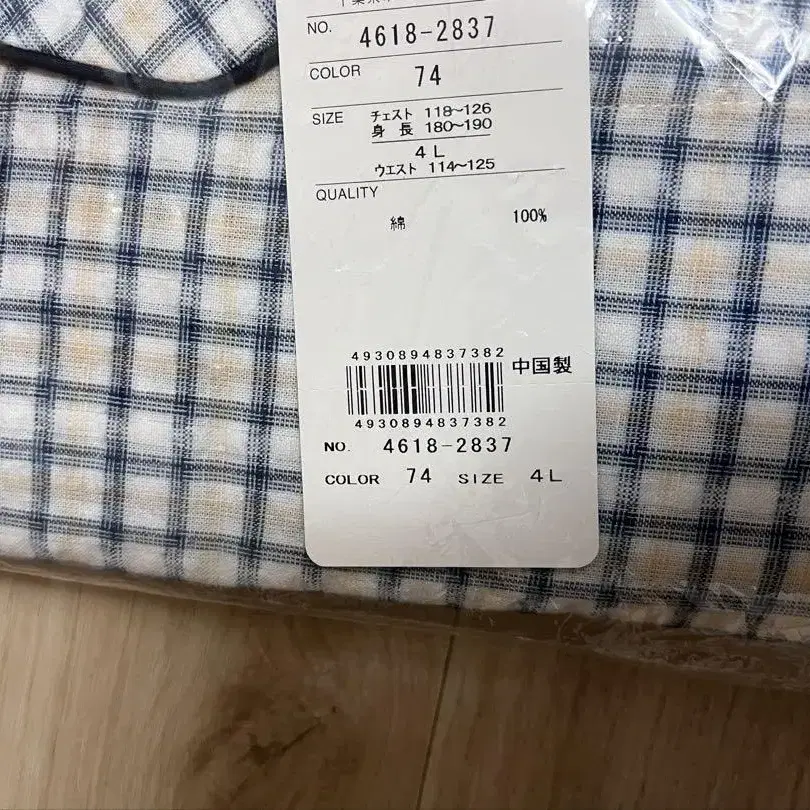 NO. 4618-2837
COLOR 74
SIZE チェスト 118~126
身長 180~190
4L
ウエスト 114~125
QUALITY
綿 100%
4930894837382
中国製
4930894837382
NO. 4618-2837
COLOR 74 SIZE 4L